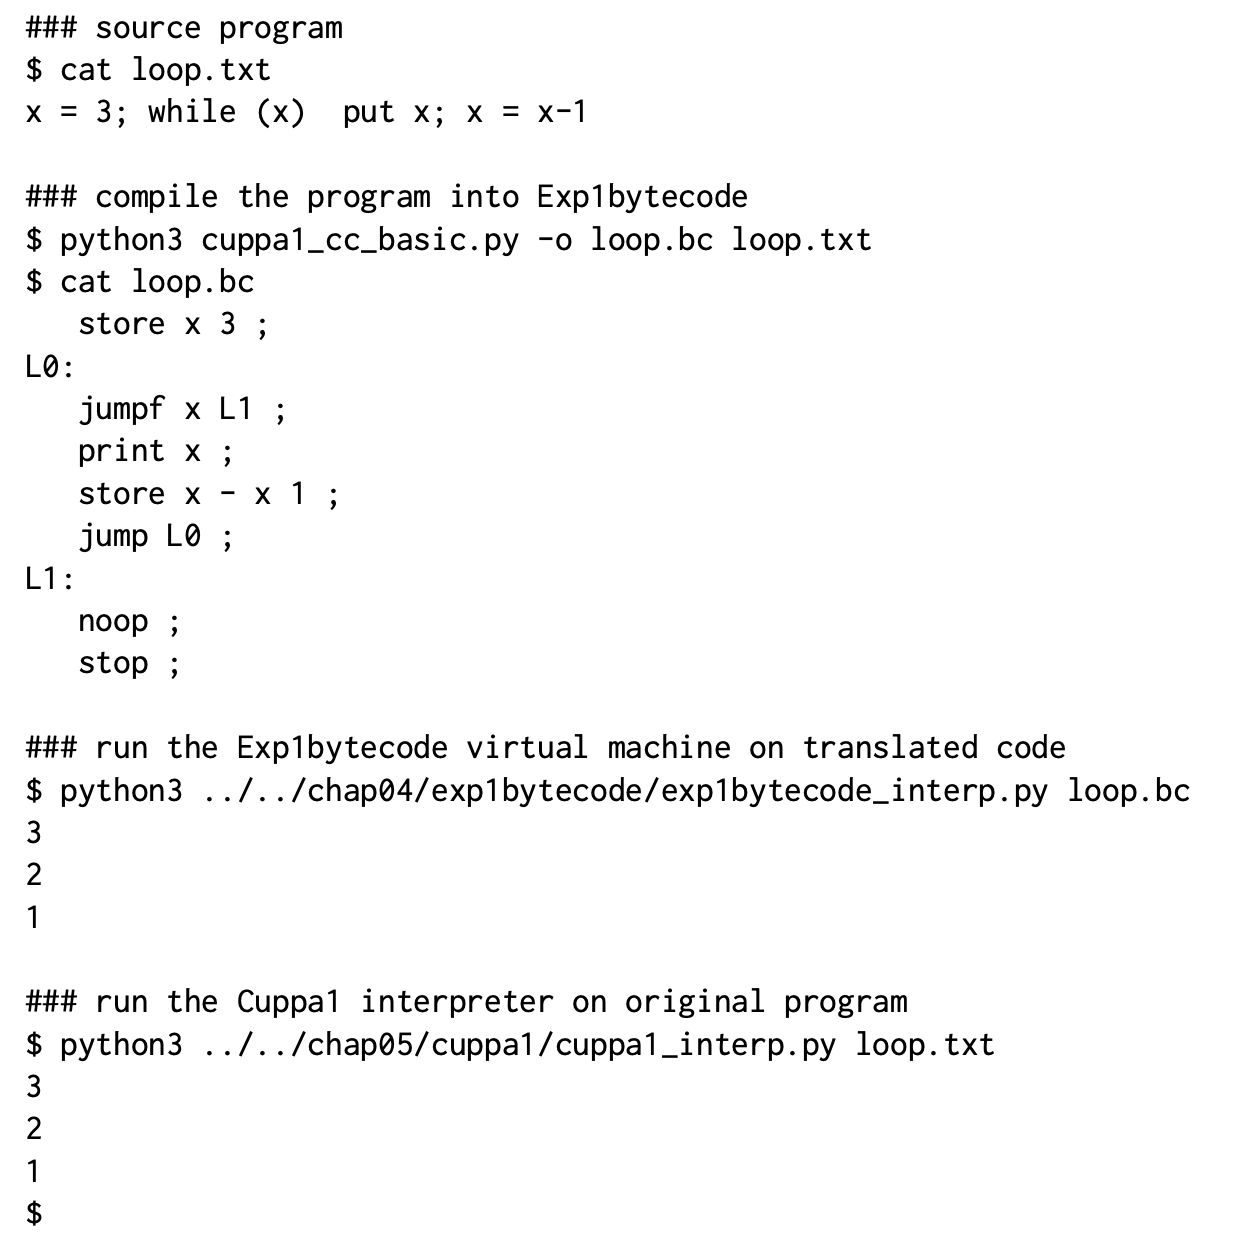 ### source program
$ cat loop.txt
x = 3; while (x)  put x; x = x-1

### compile the program into Exp1bytecode
$ python3 cuppa1_cc_basic.py -o loop.bc loop.txt
$ cat loop.bc
   store x 3 ;
L0:
   jumpf x L1 ;
   print x ;
   store x - x 1 ;
   jump L0 ;
L1:
   noop ;
   stop ;

### run the Exp1bytecode virtual machine on translated code
$ python3 ../../chap04/exp1bytecode/exp1bytecode_interp.py loop.bc
3
2
1

### run the Cuppa1 interpreter on original program
$ python3 ../../chap05/cuppa1/cuppa1_interp.py loop.txt
3
2
1
$